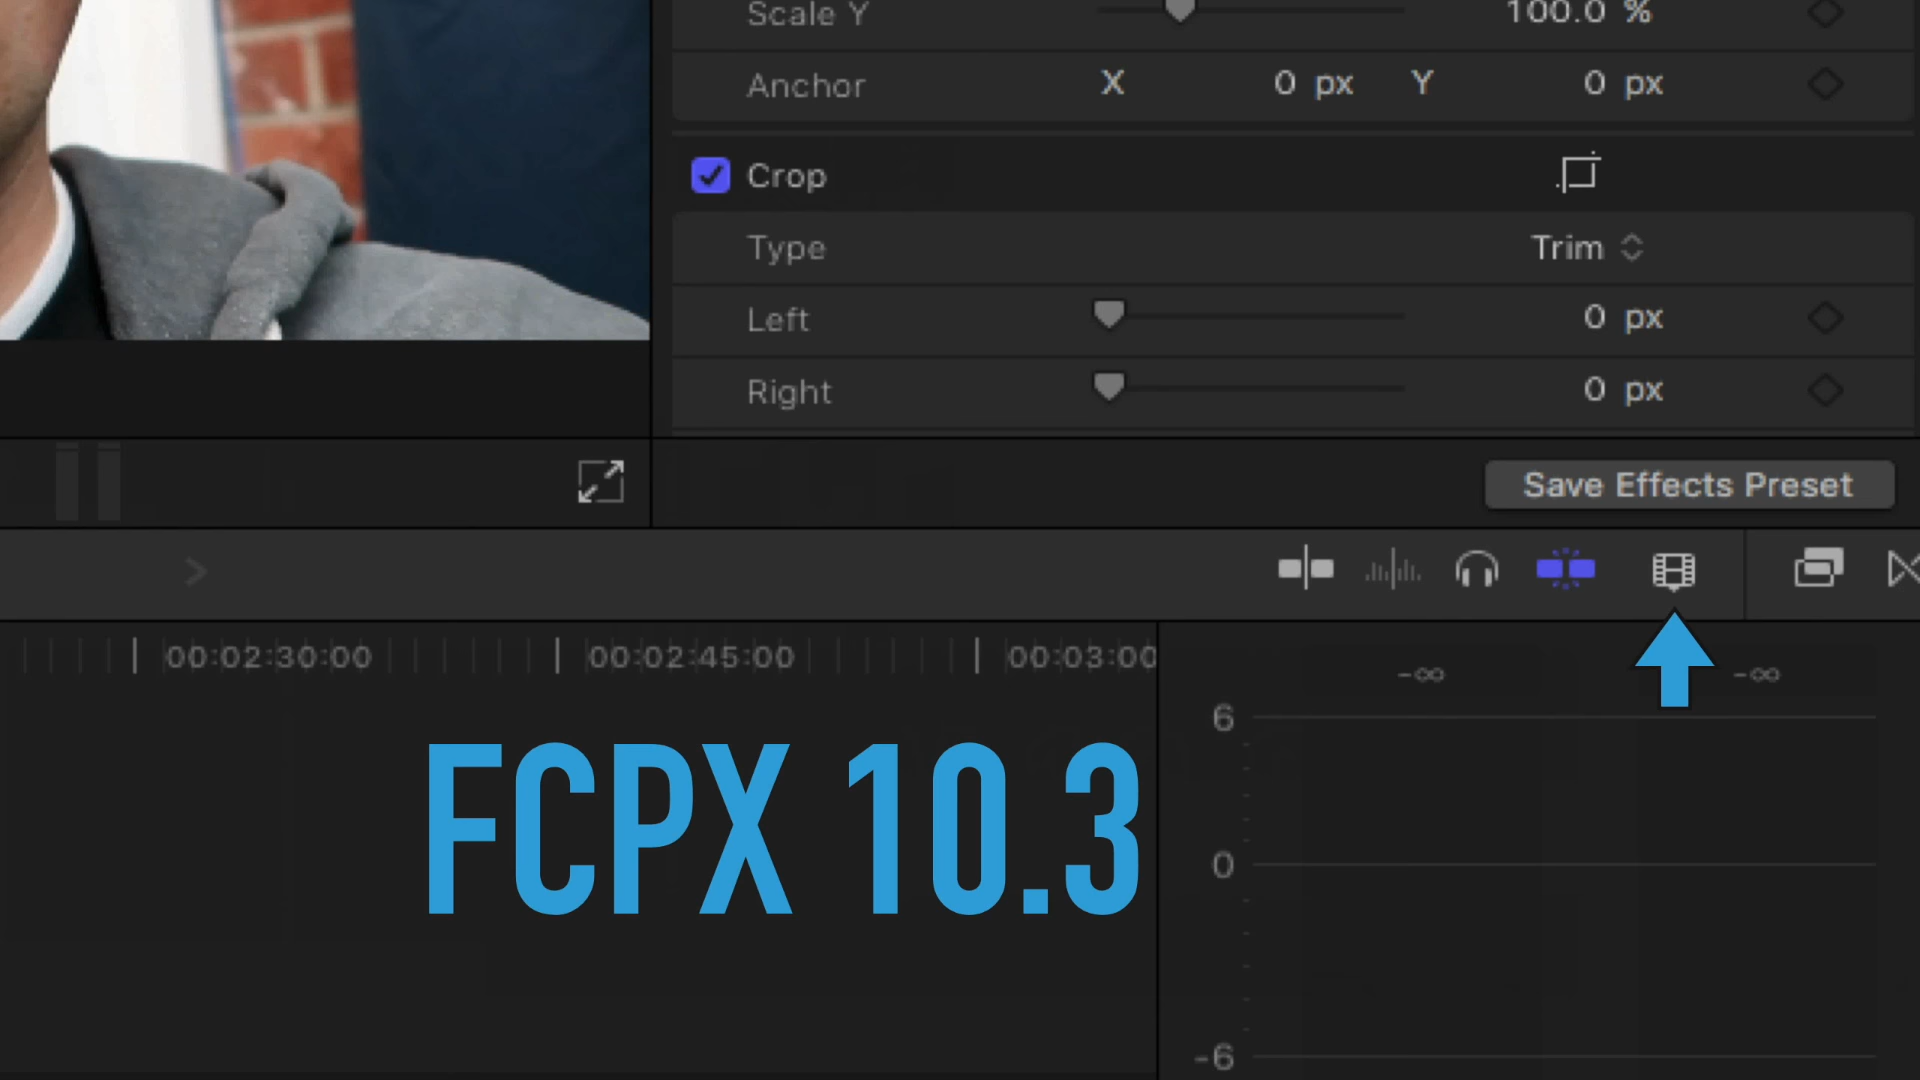 Scale Y 100.0 %
Anchor X 0 px Y 0 px
Crop
Type Trim
Left 0 px
Right 0 px
Save Effects Preset
00:02:30:00 00:02:45:00 00:03:00
-∞ -∞
6
FCPX 10.3
0
-6